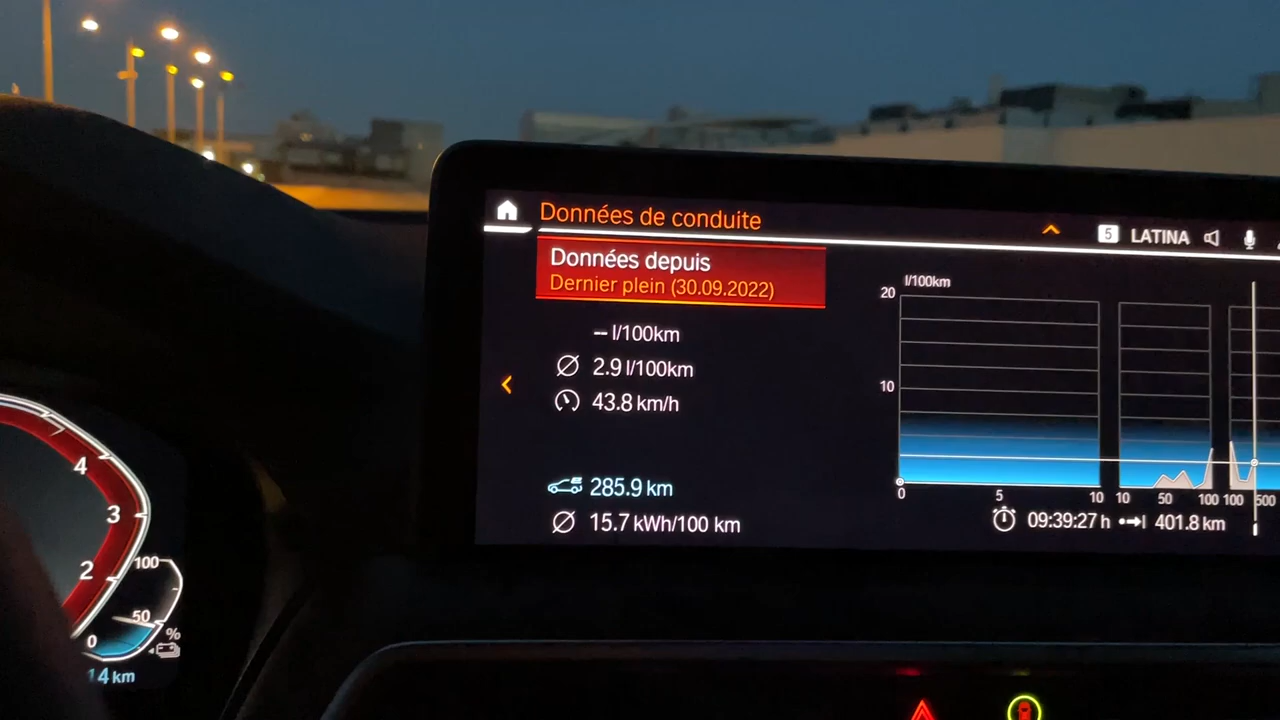 Données de conduite
5 LATINA
Données depuis
Dernier plein (30.09.2022)
-- l/100km
2.9 l/100km
43.8 km/h
285.9 km
15.7 kWh/100 km
l/100km
20
10
0 5 10 10 50 100 100 500
09:39:27 h 401.8 km
4
3
2
100
50
0
%
14 km